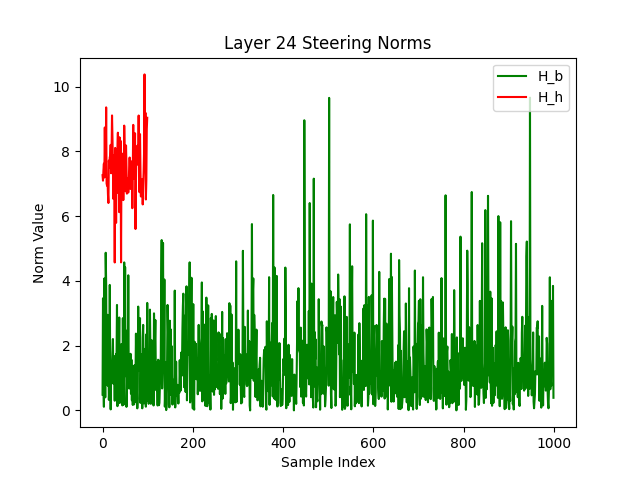 Layer 24 Steering Norms
H_b
H_h
Norm Value
10
8
6
4
2
0
0 200 400 600 800 1000
Sample Index